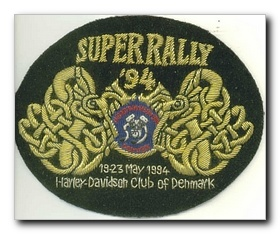 SUPER RALLY
'94
19-23 May 1994
Harley-Davidson Club of Denmark